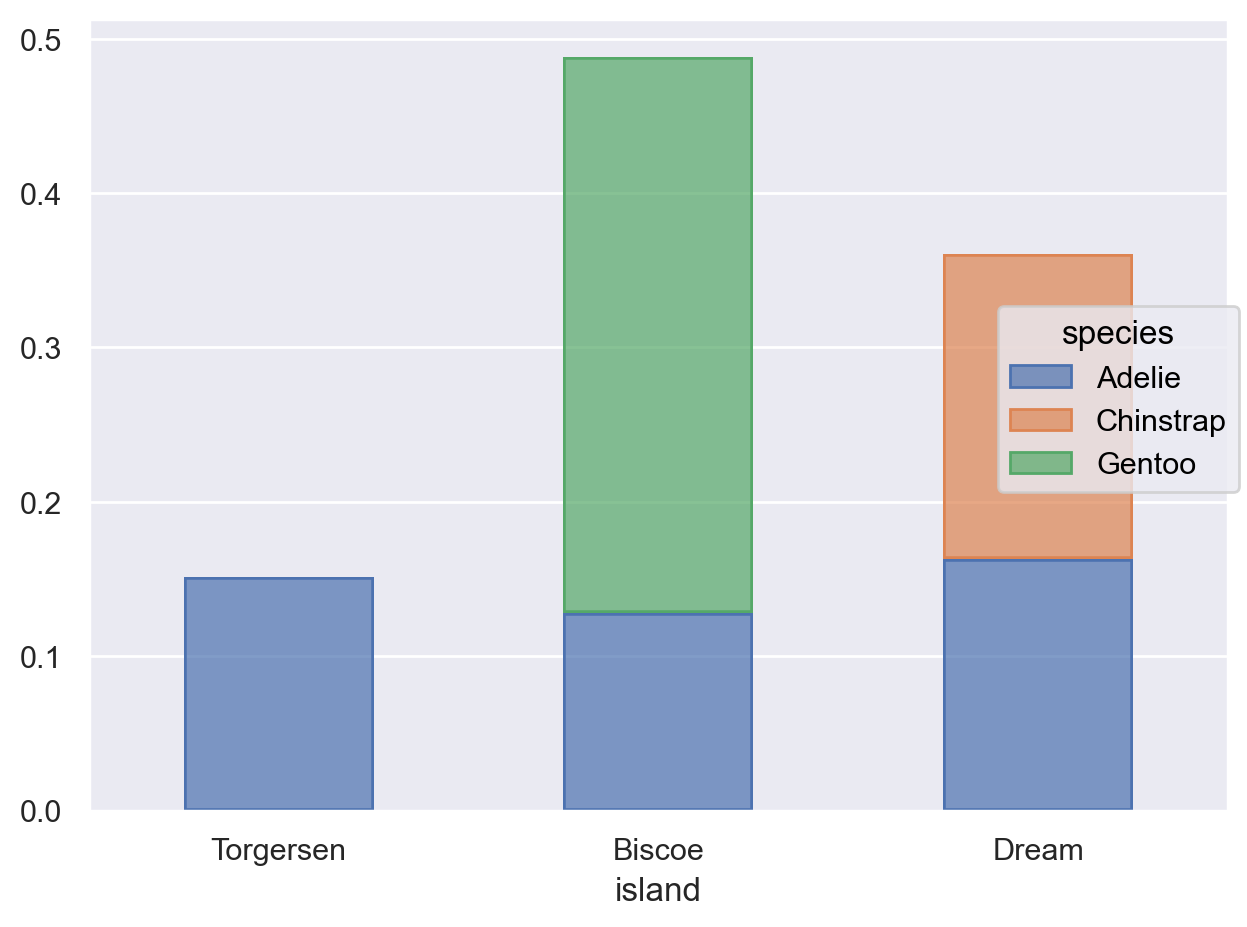 0.5
0.4
0.3
0.2
0.1
0.0
species
Adelie
Chinstrap
Gentoo
Torgersen Biscoe Dream
island